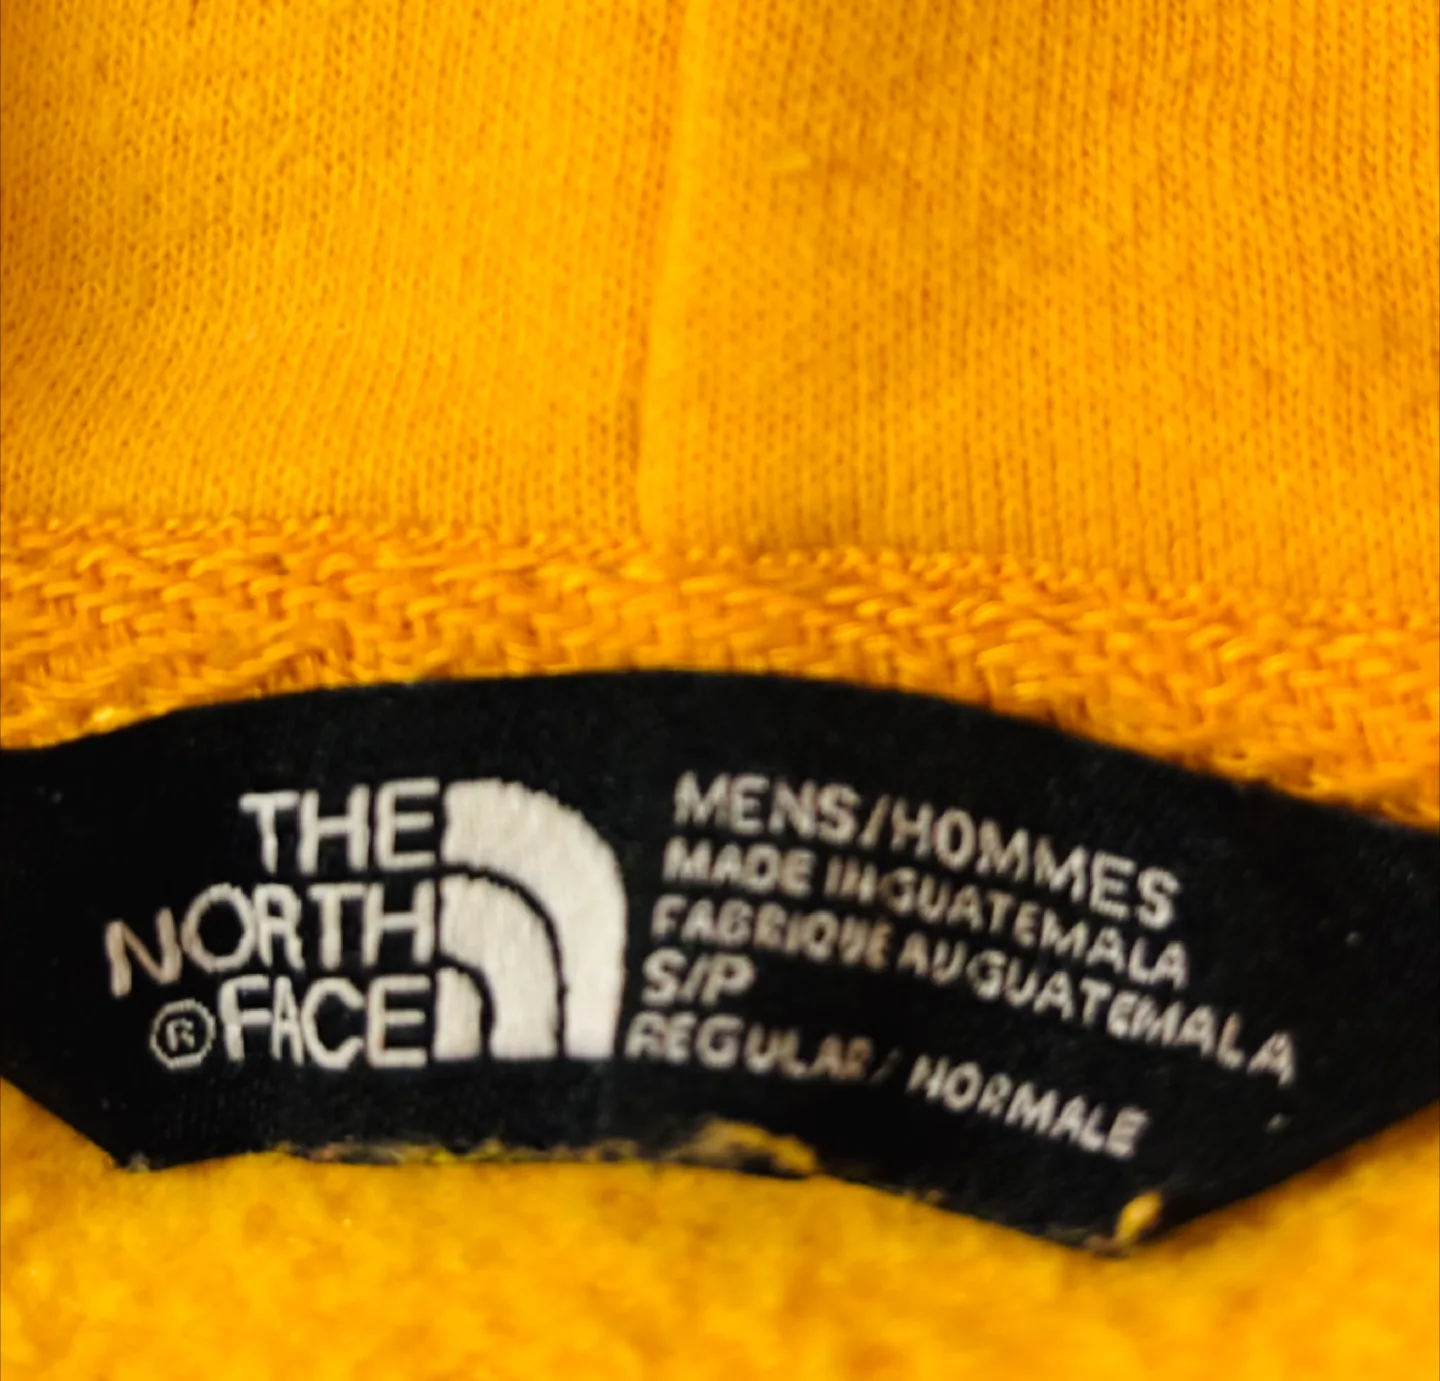 THE
NORTH
® FACE
MENS/HOMMES
MADE IN GUATEMALA
FABRIQUE AU GUATEMALA
S/P
REGULAR / NORMALE